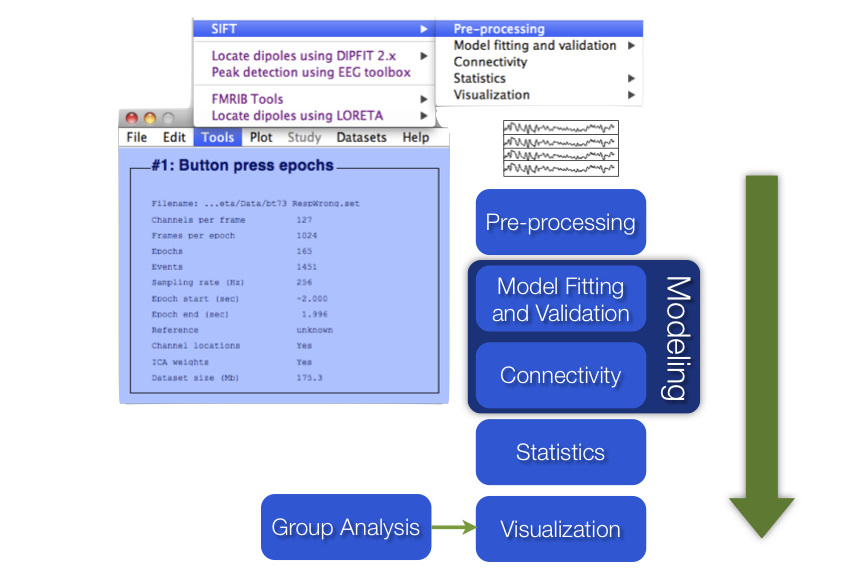 SIFT
Locate dipoles using DIPFIT 2.x
Peak detection using EEG toolbox
FMRIB Tools
Locate dipoles using LORETA
Pre-processing
Model fitting and validation
Connectivity
Statistics
Visualization
File Edit Tools Plot Study Datasets Help
#1: Button press epochs
Filename: ...eta/Data/bt73 RespWrong.set
Channels per frame 127
Frames per epoch 1024
Epochs 165
Events 1451
Sampling rate (Hz) 256
Epoch start (sec) -2.000
Epoch end (sec) 1.996
Reference unknown
Channel locations Yes
ICA weights Yes
Dataset size (Mb) 175.3
Pre-processing
Model Fitting
and Validation
Connectivity
Modeling
Statistics
Group Analysis
Visualization